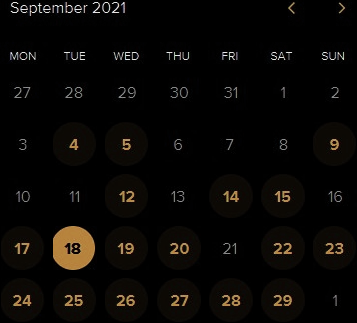 September 2021
MON TUE WED THU FRI SAT SUN
27 28 29 30 31 1 2
3 4 5 6 7 8 9
10 11 12 13 14 15 16
17 18 19 20 21 22 23
24 25 26 27 28 29 1